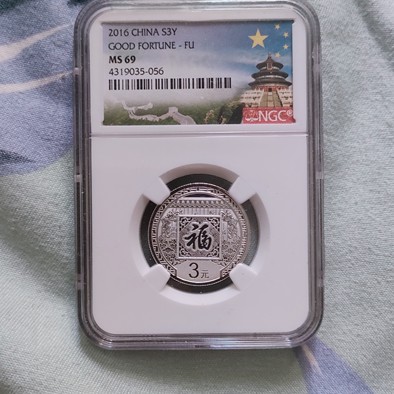 2016 CHINA S3Y
GOOD FORTUNE - FU
MS 69
4319035-056
NGC®
福
3元